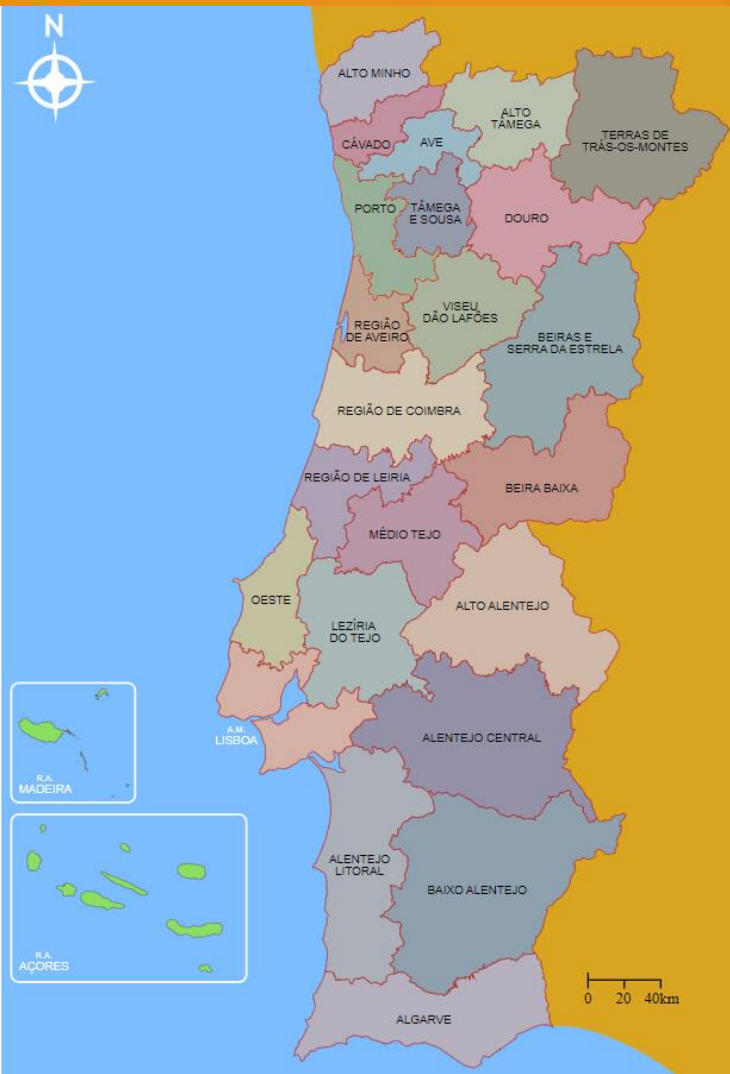 N
ALTO MINHO
ALTO
TÂMEGA
TERRAS DE
TRÁS-OS-MONTES
CÁVADO
AVE
PORTO
TÂMEGA
E SOUSA
DOURO
VISEU
DÃO LAFÕES
REGIÃO
DE AVEIRO
BEIRAS E
SERRA DA ESTRELA
REGIÃO DE COIMBRA
REGIÃO DE LEIRIA
BEIRA BAIXA
MÉDIO TEJO
OESTE
ALTO ALENTEJO
LEZÍRIA
DO TEJO
A.M.
LISBOA
ALENTEJO CENTRAL
R.A.
MADEIRA
ALENTEJO
LITORAL
BAIXO ALENTEJO
R.A.
AÇORES
0 20 40km
ALGARVE